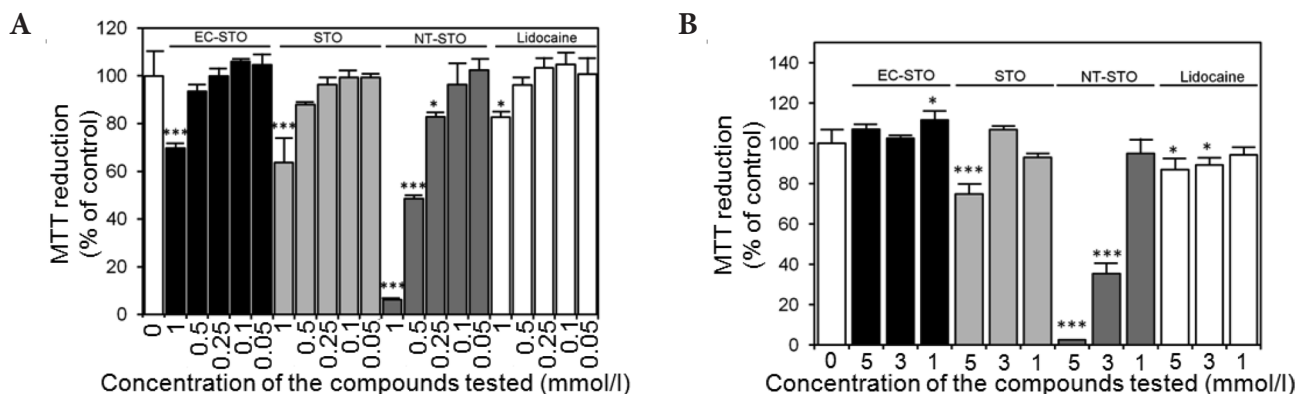 A
EC-STO STO NT-STO Lidocaine
120
100
80
60
40
20
0
*** *** *** *** * *
MTT reduction
(% of control)
0 1 0.5 0.25 0.1 0.05 1 0.5 0.25 0.1 0.05 1 0.5 0.25 0.1 0.05 1 0.5 0.25 0.1 0.05
Concentration of the compounds tested (mmol/l)
B
EC-STO STO NT-STO Lidocaine
140
120
100
80
60
40
20
0
* *** *** *** * *
MTT reduction
(% of control)
0 5 3 1 5 3 1 5 3 1 5 3 1
Concentration of the compounds tested (mmol/l)